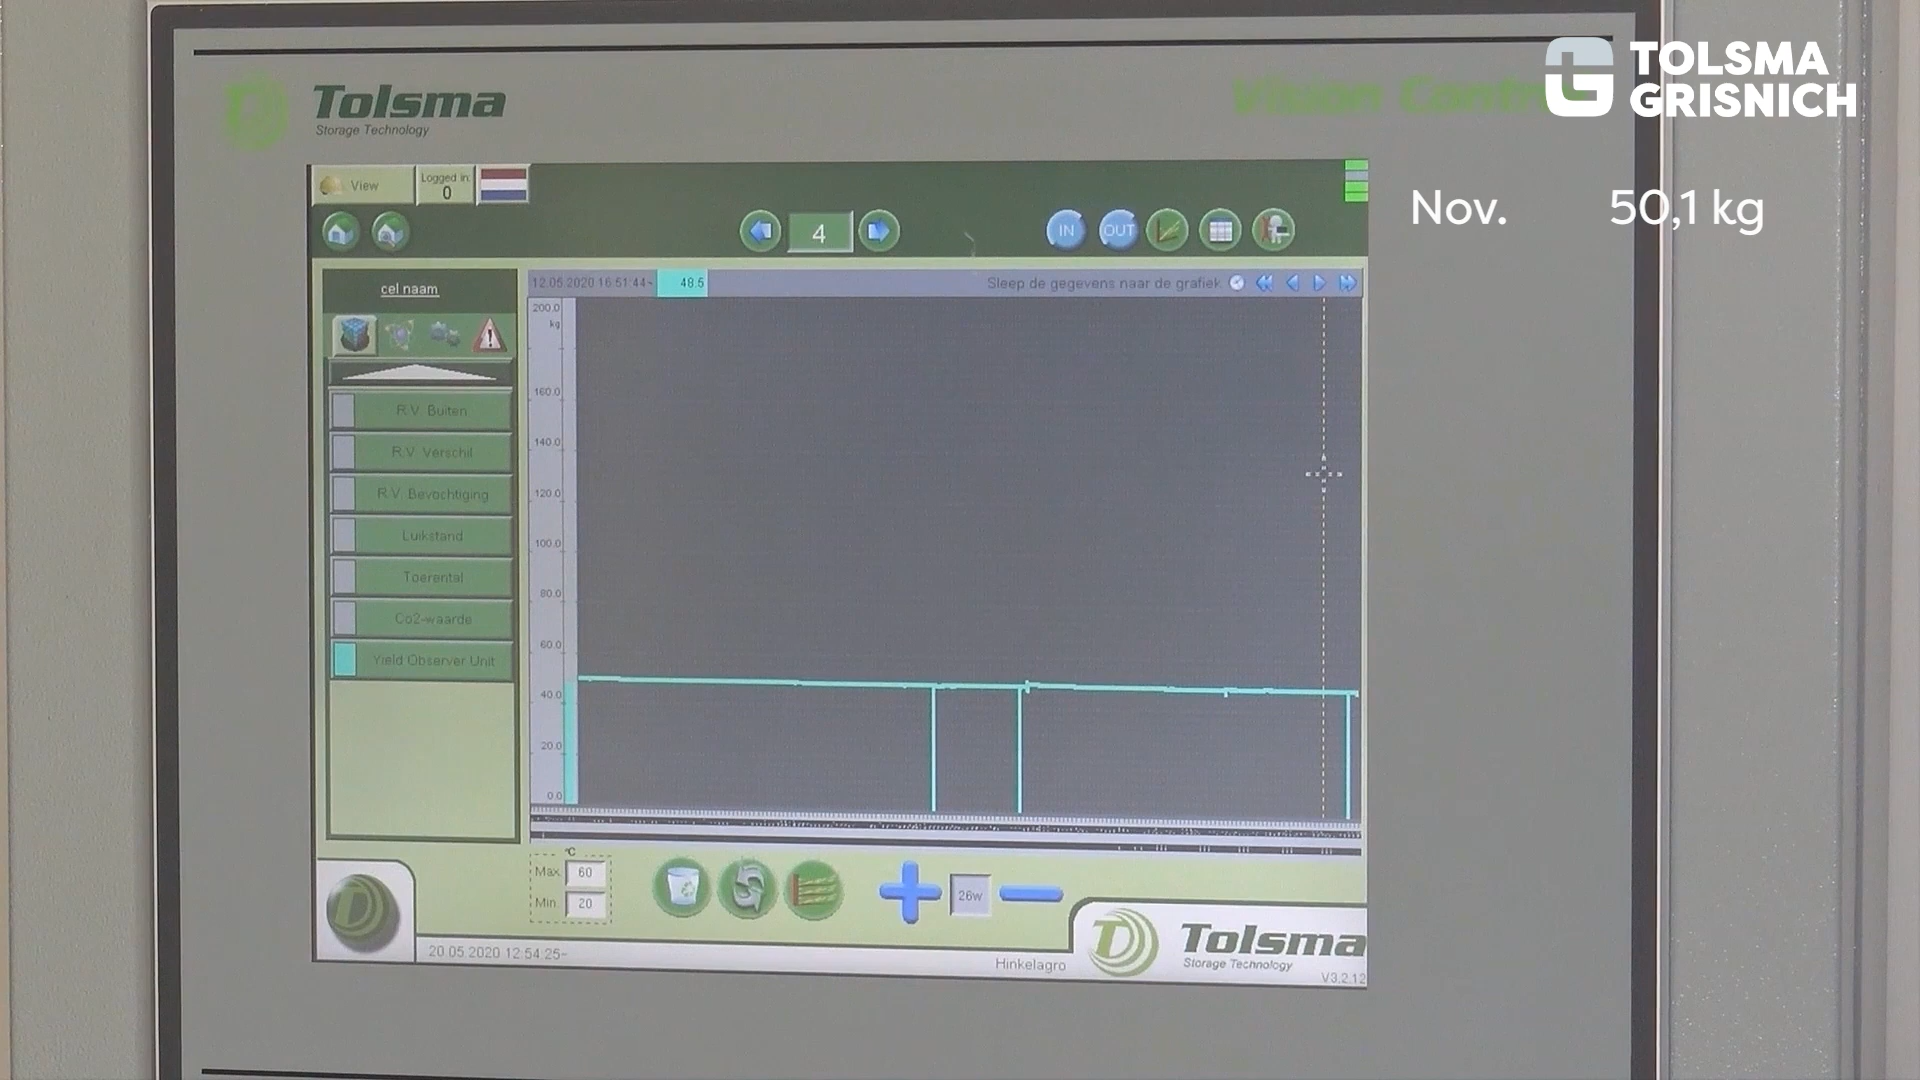 TOLSMA
GRISNICH
Tolsma
Storage Technology
Vision Control
Nov. 50,1 kg
View
Logged in:
0
4
IN
OUT
cel naam
12.05.2020 16:51:44- 48.5 Sleep de gegevens naar de grafiek.
200.0
kg
160.0
140.0
120.0
100.0
80.0
60.0
40.0
20.0
0.0
R.V. Buiten
R.V. Verschil
R.V. Bevochtiging
Luikstand
Toerental
Co2-waarde
Yield Observer Unit
°C
Max. 60
Min. 20
26w
20.05.2020 12:54:25-
Hinkelagro
Tolsma
Storage Technology
V3.2.12